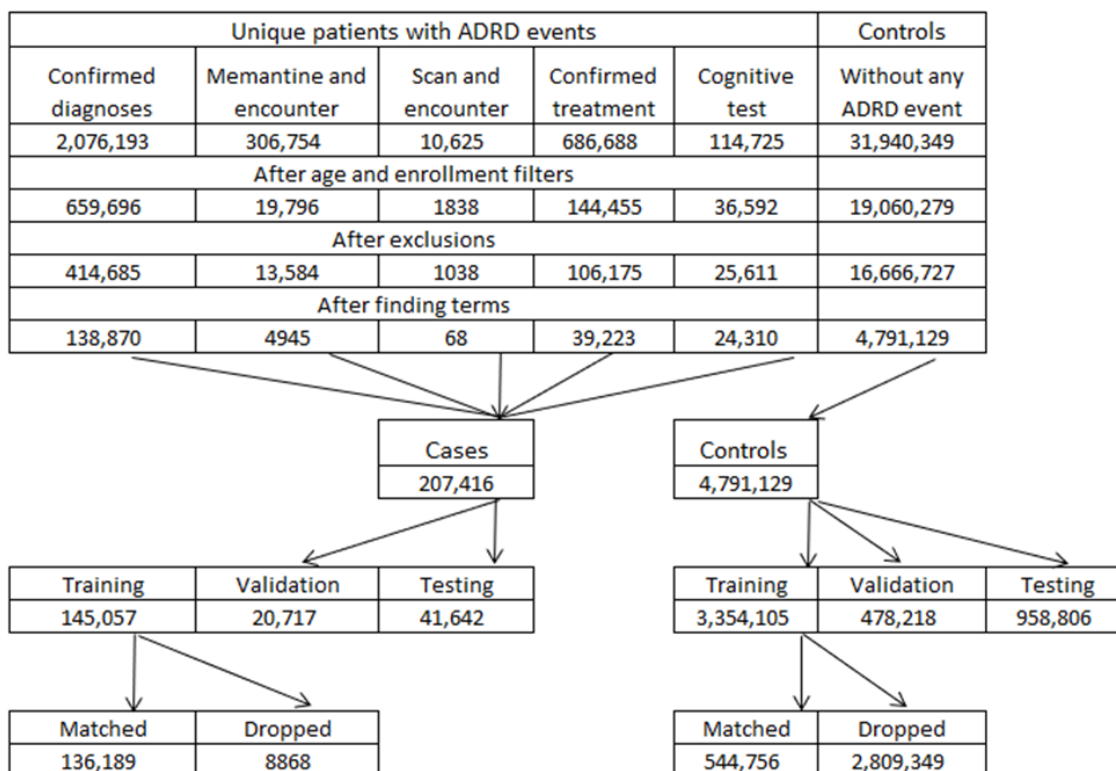 Unique patients with ADRD events Controls
Confirmed diagnoses Memantine and encounter Scan and encounter Confirmed treatment Cognitive test Without any ADRD event
2,076,193 306,754 10,625 686,688 114,725 31,940,349
After age and enrollment filters
659,696 19,796 1838 144,455 36,592 19,060,279
After exclusions
414,685 13,584 1038 106,175 25,611 16,666,727
After finding terms
138,870 4945 68 39,223 24,310 4,791,129
Cases Controls
207,416 4,791,129
Training Validation Testing Training Validation Testing
145,057 20,717 41,642 3,354,105 478,218 958,806
Matched Dropped Matched Dropped
136,189 8868 544,756 2,809,349